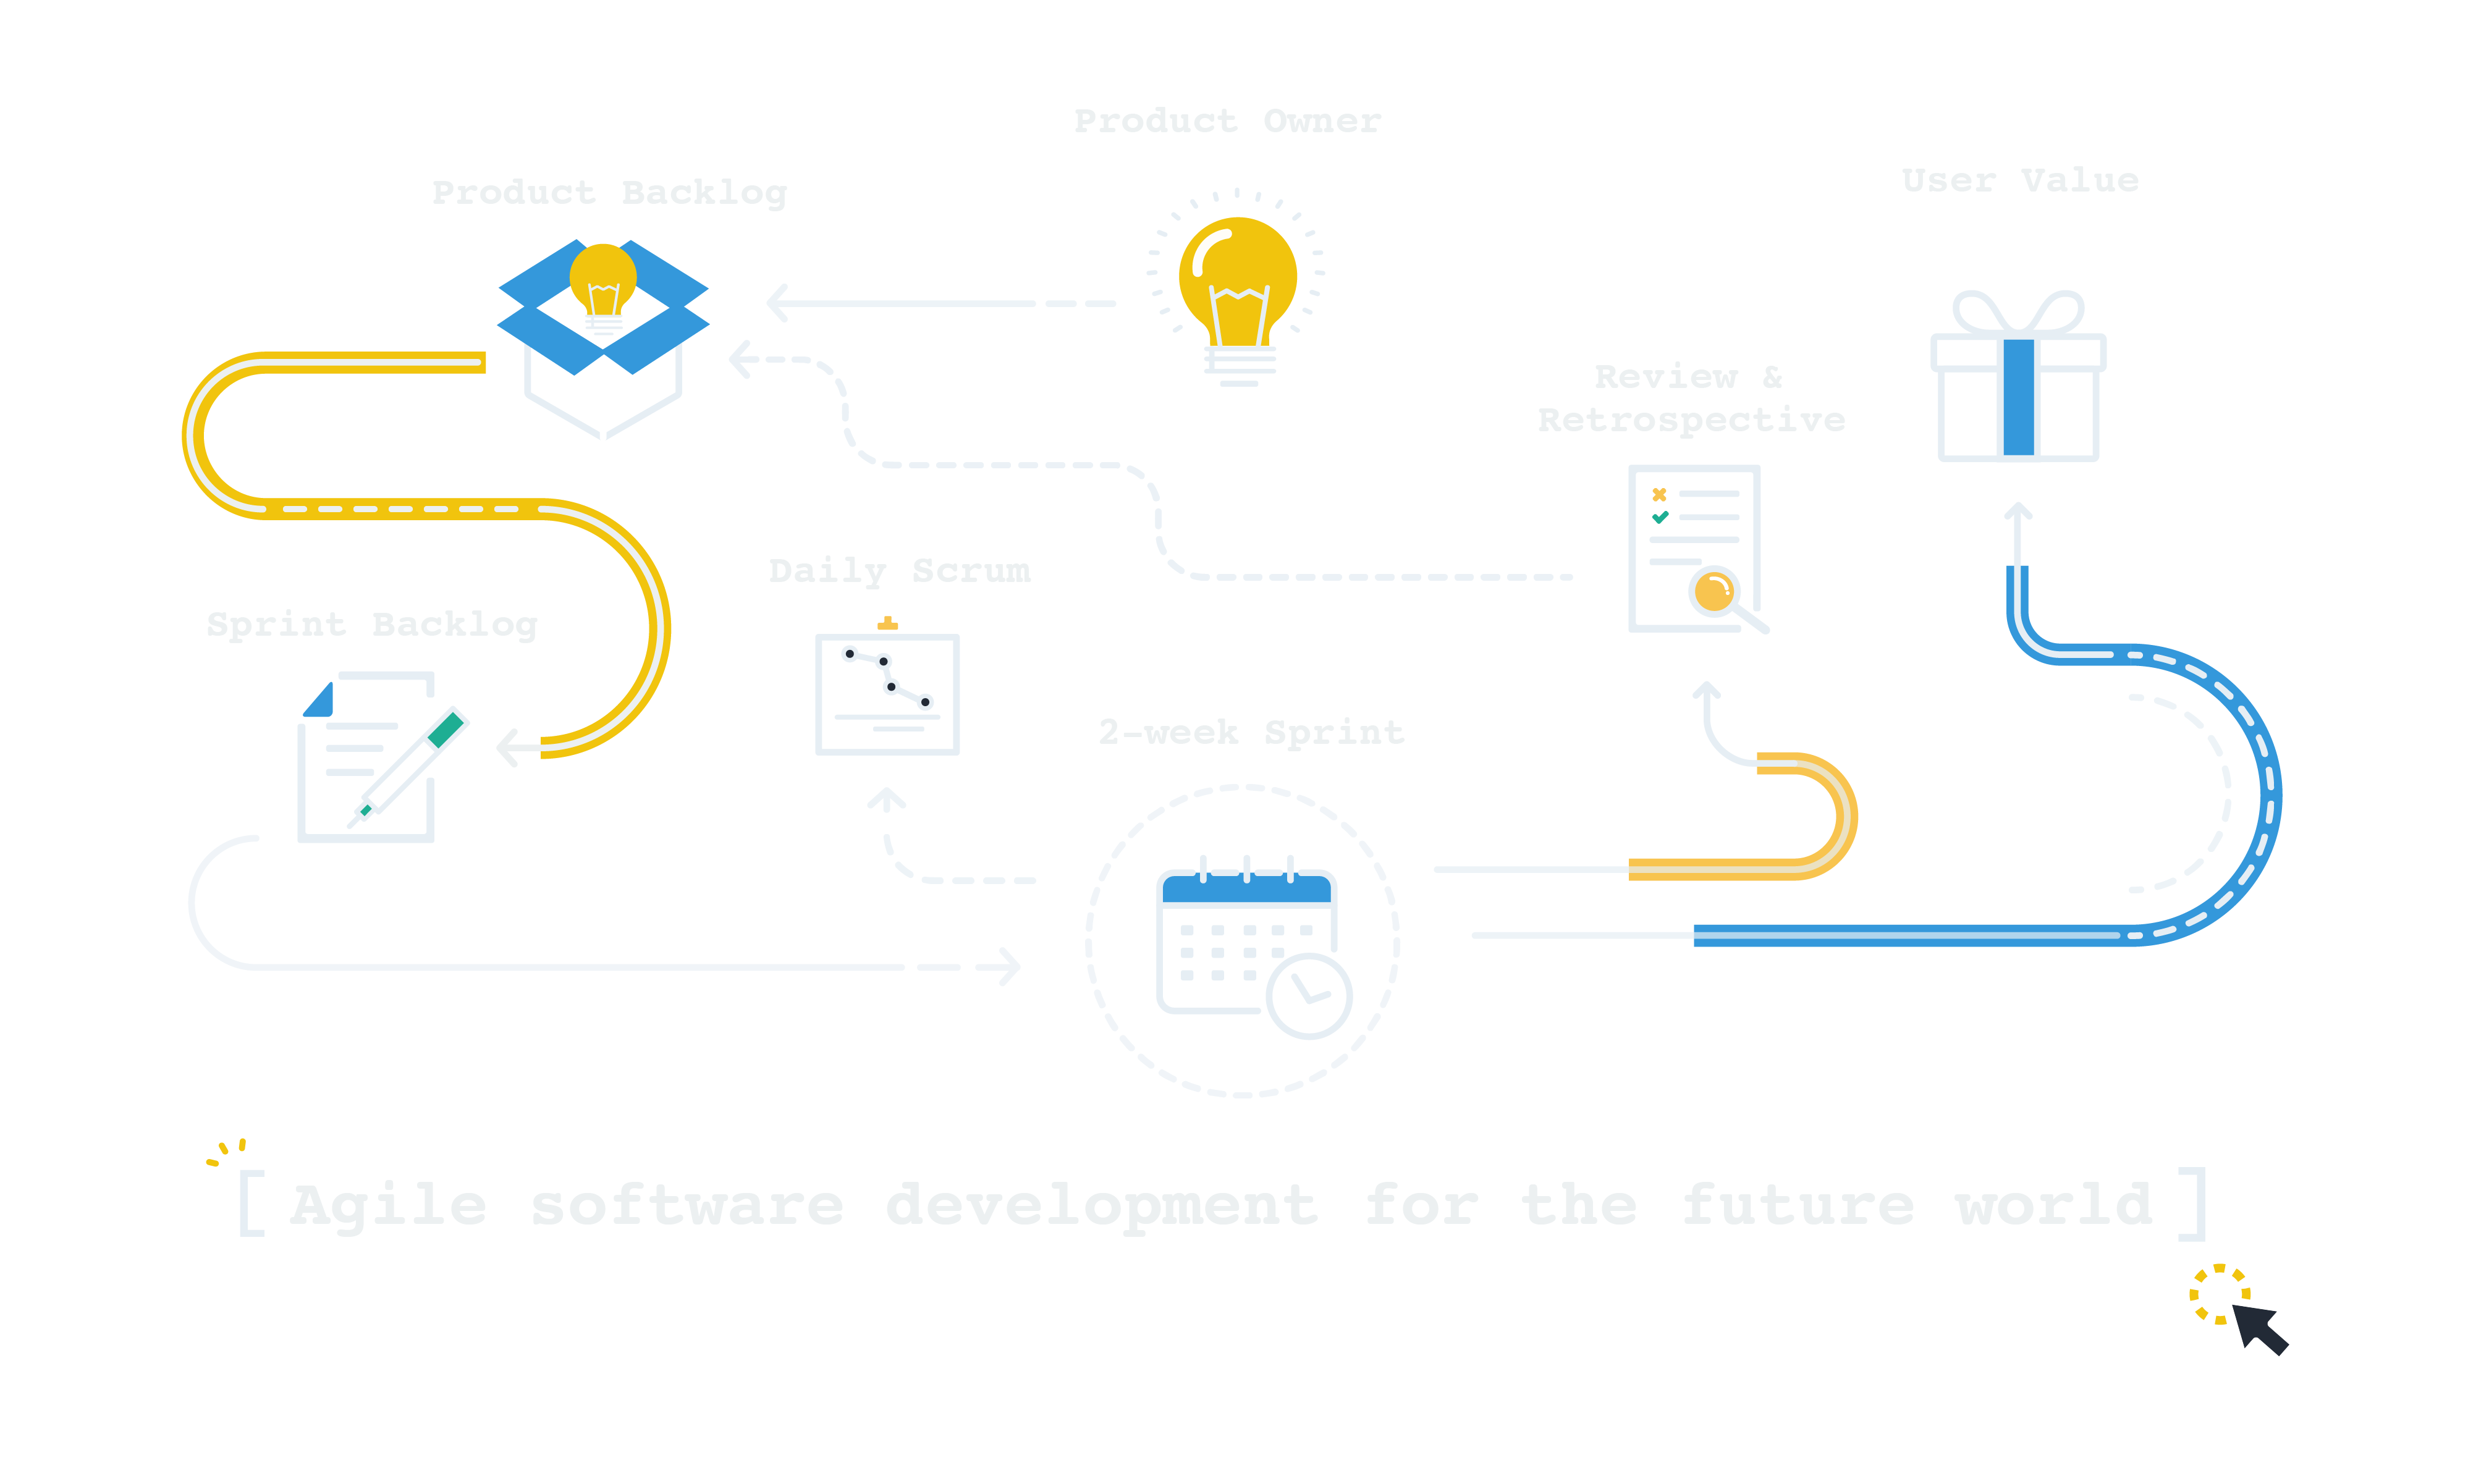 Product Owner
Product Backlog
User Value
Review &
Retrospective
Daily Scrum
Sprint Backlog
2-week Sprint
[ Agile software development for the future world ]